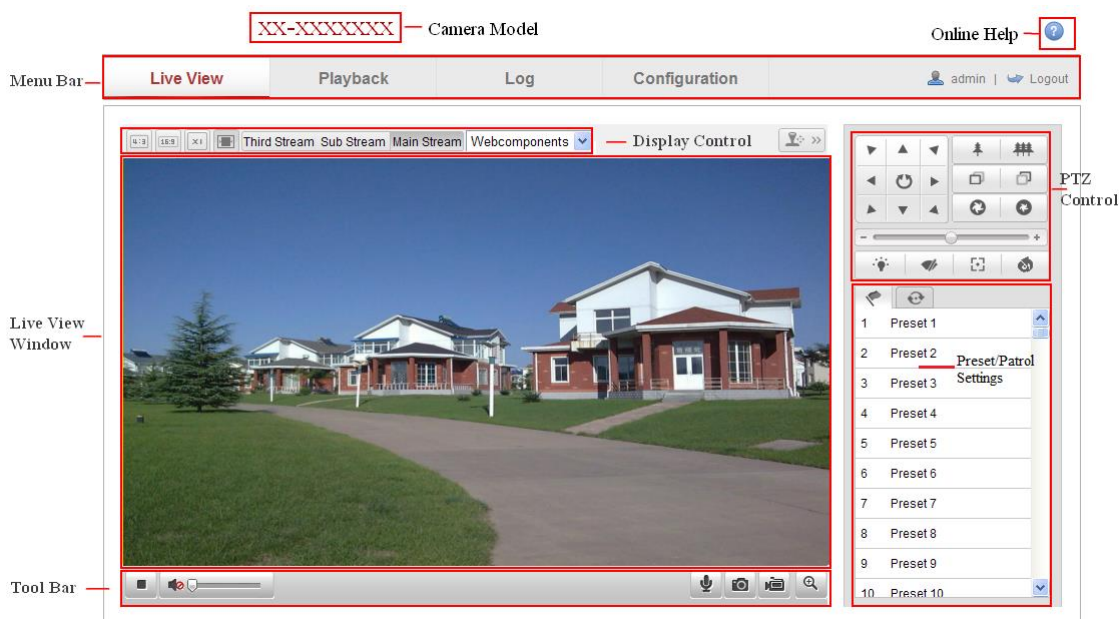 XX-XXXXXXX
Camera Model
Online Help
?
Menu Bar
Live View Playback Log Configuration
admin | Logout
4:3 16:9 X1 Third Stream Sub Stream Main Stream Webcomponents
Display Control
PTZ
Control
Live View
Window
1 Preset 1
2 Preset 2
Preset/Patrol
Settings
3 Preset 3
4 Preset 4
5 Preset 5
6 Preset 6
7 Preset 7
8 Preset 8
9 Preset 9
10 Preset 10
Tool Bar